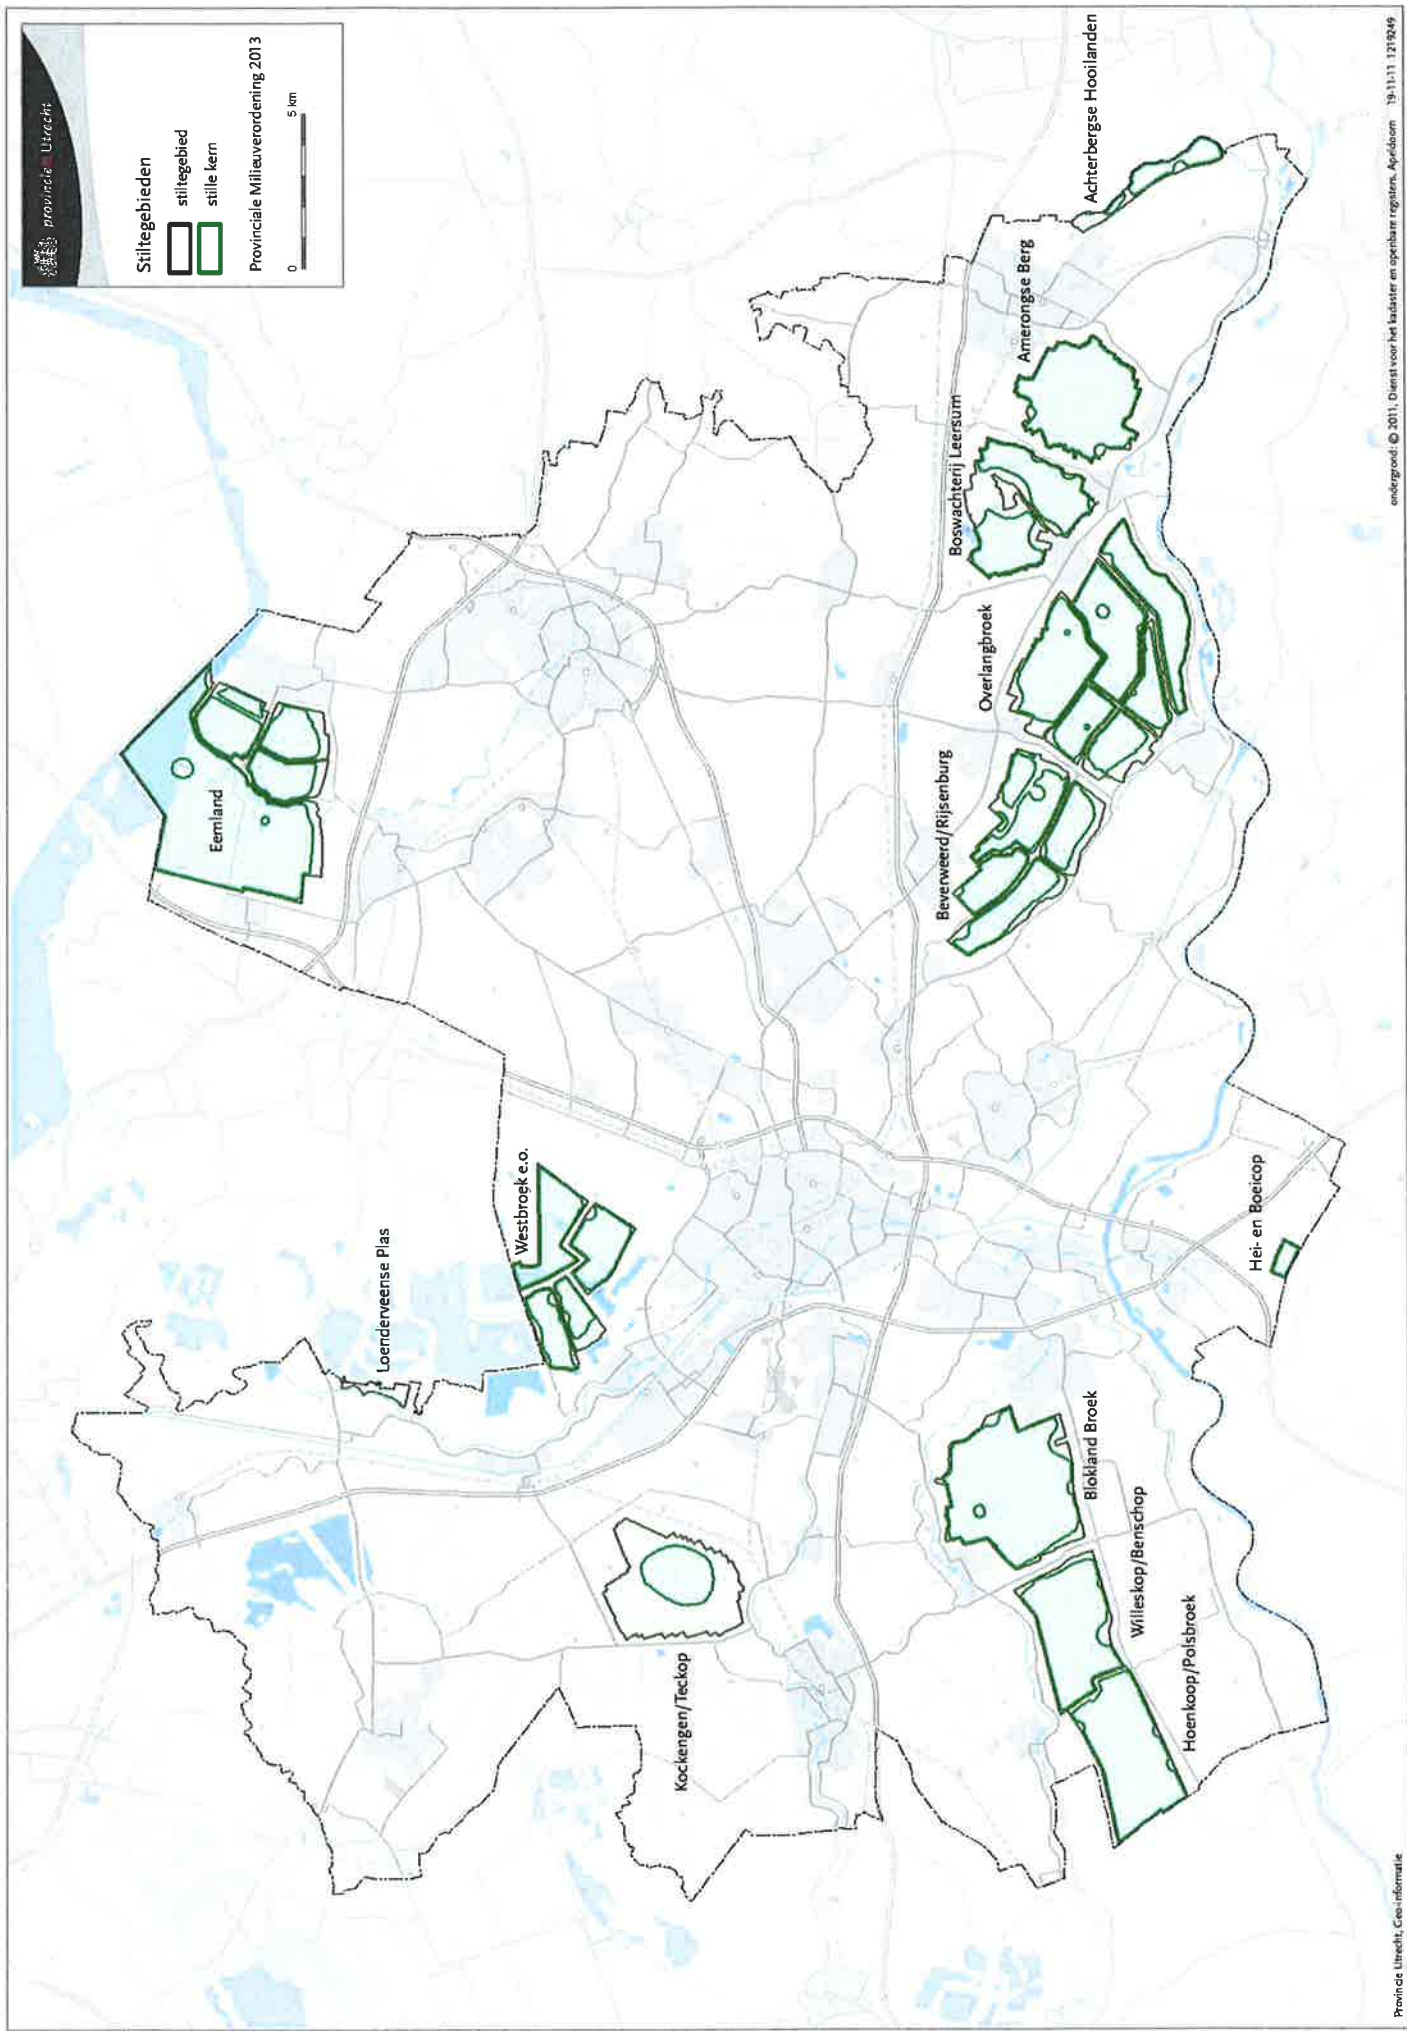 provincie Utrecht
Stiltegebieden
stiltegebied
stille kern
Provinciale Milieuverordening 2013
0
5 km
Eemland
Loenderveense Plas
Westbroek e.o.
Kockengen/Teckop
Achterbergse Hooilanden
Amerongse Berg
Boswachterij Leersum
Overlangbroek
Beverweerd/Rijsenburg
Blokland Broek
Willeskop/Benschop
Hoenkoop/Polsbroek
Hei- en Boeicop
Provincie Utrecht, Geo-informatie
ondergrond: © 2011, Dienst voor het kadaster en openbare registers, Apeldoorn 19-11-11 1219249